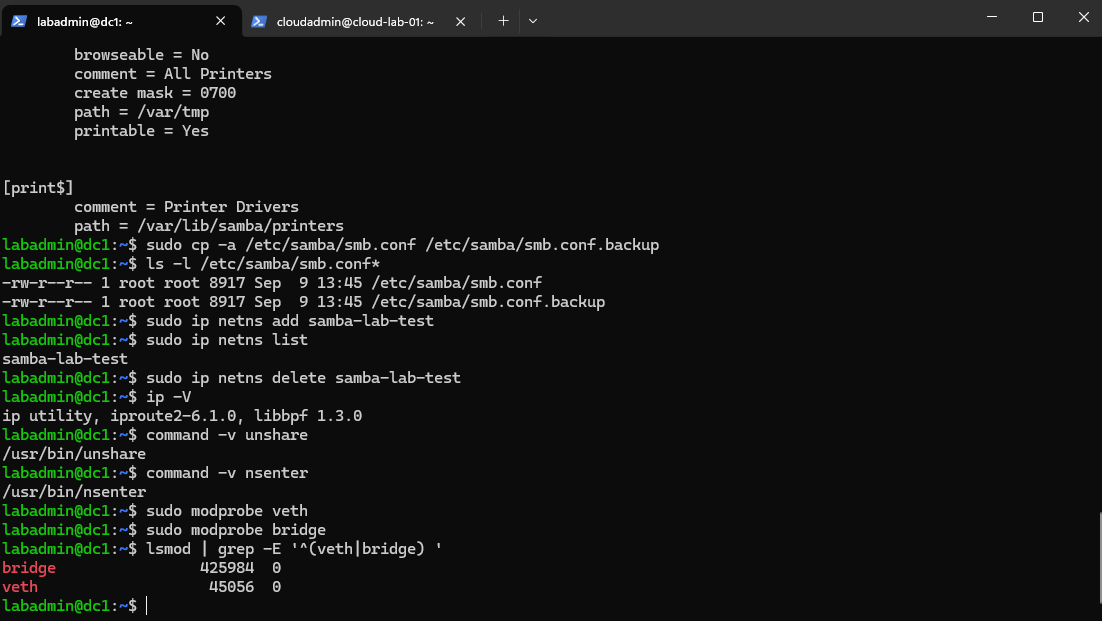 labadmin@dc1: ~
cloudadmin@cloud-lab-01: ~
        browseable = No
        comment = All Printers
        create mask = 0700
        path = /var/tmp
        printable = Yes
[print$]
        comment = Printer Drivers
        path = /var/lib/samba/printers
labadmin@dc1:~$ sudo cp -a /etc/samba/smb.conf /etc/samba/smb.conf.backup
labadmin@dc1:~$ ls -l /etc/samba/smb.conf*
-rw-r--r-- 1 root root 8917 Sep  9 13:45 /etc/samba/smb.conf
-rw-r--r-- 1 root root 8917 Sep  9 13:45 /etc/samba/smb.conf.backup
labadmin@dc1:~$ sudo ip netns add samba-lab-test
labadmin@dc1:~$ sudo ip netns list
samba-lab-test
labadmin@dc1:~$ sudo ip netns delete samba-lab-test
labadmin@dc1:~$ ip -V
ip utility, iproute2-6.1.0, libbpf 1.3.0
labadmin@dc1:~$ command -v unshare
/usr/bin/unshare
labadmin@dc1:~$ command -v nsenter
/usr/bin/nsenter
labadmin@dc1:~$ sudo modprobe veth
labadmin@dc1:~$ sudo modprobe bridge
labadmin@dc1:~$ lsmod | grep -E '^(veth|bridge) '
bridge                425984  0
veth                   45056  0
labadmin@dc1:~$